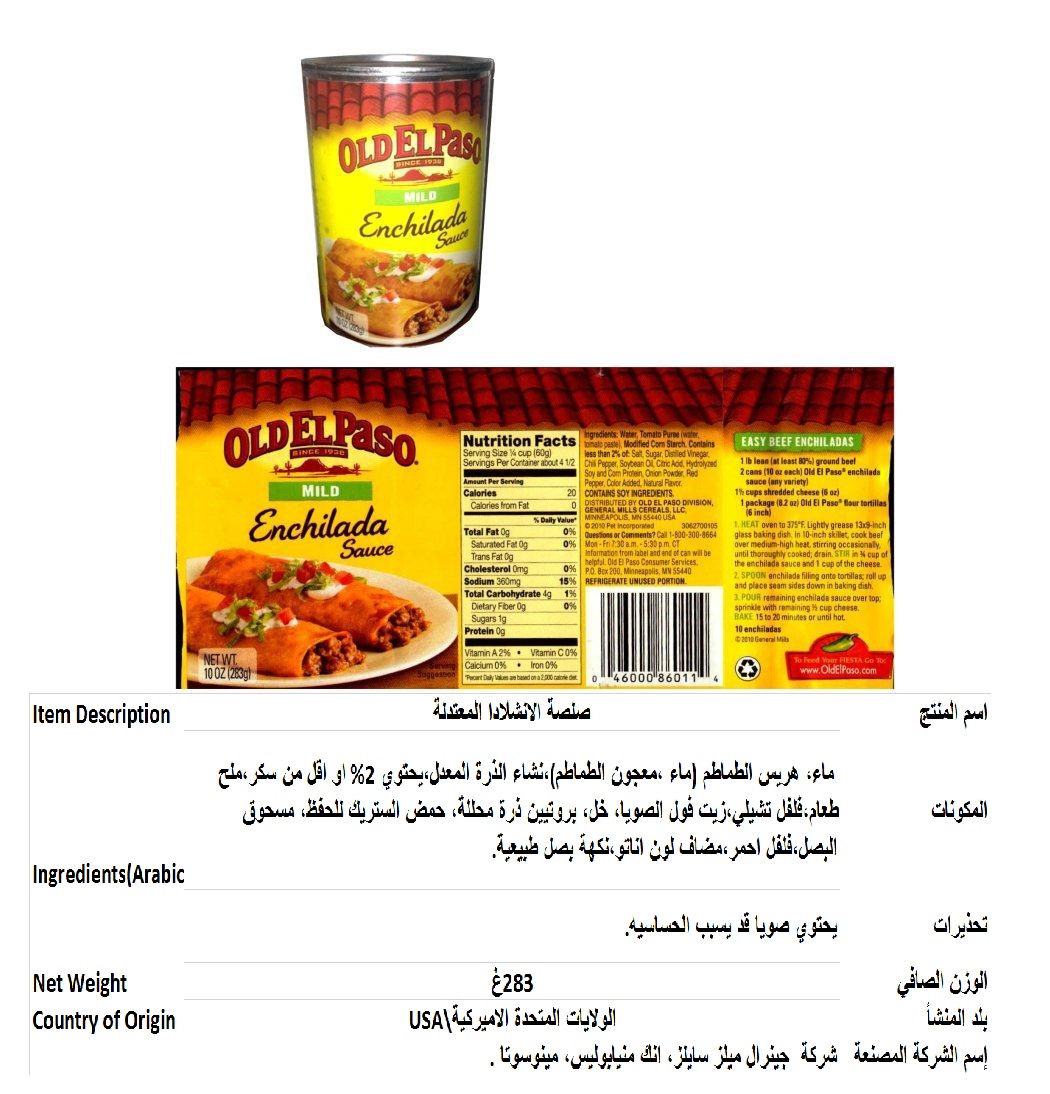 OLD EL PASO
SINCE 1938
MILD
Enchilada
Sauce
NET WT.
10 OZ (283g)
OLD EL PASO®
SINCE 1938
MILD
Enchilada
Sauce
NET WT.
10 OZ (283g)
Serving
Suggestion
Nutrition Facts
Serving Size ¼ cup (60g)
Servings Per Container about 4 1/2
Amount Per Serving
Calories 20
Calories from Fat 0
% Daily Value*
Total Fat 0g 0%
Saturated Fat 0g 0%
Trans Fat 0g
Cholesterol 0mg 0%
Sodium 360mg 15%
Total Carbohydrate 4g 1%
Dietary Fiber 0g 0%
Sugars 1g
Protein 0g
Vitamin A 2% • Vitamin C 0%
Calcium 0% • Iron 0%
*Percent Daily Values are based on a 2,000 calorie diet.
Ingredients: Water, Tomato Puree (water,
tomato paste), Modified Corn Starch. Contains
less than 2% of: Salt, Sugar, Distilled Vinegar,
Chili Pepper, Soybean Oil, Citric Acid, Hydrolyzed
Soy and Corn Protein, Onion Powder, Red
Pepper, Color Added, Natural Flavor.
CONTAINS SOY INGREDIENTS.
DISTRIBUTED BY OLD EL PASO DIVISION,
GENERAL MILLS CEREALS, LLC,
MINNEAPOLIS, MN 55440 USA
© 2010 Pet Incorporated 3062700105
Questions or Comments? Call 1-800-300-8664
Mon - Fri 7:30 a.m. - 5:30 p.m. CT
Information from label and end of can will be
helpful. Old El Paso Consumer Services,
P.O. Box 200, Minneapolis, MN 55440
REFRIGERATE UNUSED PORTION.
0 46000 86011 4
EASY BEEF ENCHILADAS
1 lb lean (at least 80%) ground beef
2 cans (10 oz each) Old El Paso® enchilada
sauce (any variety)
1½ cups shredded cheese (6 oz)
1 package (8.2 oz) Old El Paso® flour tortillas
(6 inch)
1. HEAT oven to 375°F. Lightly grease 13x9-inch
glass baking dish. In 10-inch skillet, cook beef
over medium-high heat, stirring occasionally,
until thoroughly cooked; drain. STIR in ¾ cup of
the enchilada sauce and 1 cup of the cheese.
2. SPOON enchilada filling onto tortillas; roll up
and place seam sides down in baking dish.
3. POUR remaining enchilada sauce over top;
sprinkle with remaining ½ cup cheese.
BAKE 15 to 20 minutes or until hot.
10 enchiladas
© 2010 General Mills
To Feed Your FIESTA Go To:
www.OldElPaso.com
Item Description صلصة الانشلادا المعتدلة اسم المنتج
ماء، هريس الطماطم (ماء ،معجون الطماطم)،نشاء الذرة المعدل،يحتوي 2% او اقل من سكر،ملح
طعام،فلفل تشيلي،زيت فول الصويا، خل، بروتيين ذرة محللة، حمض الستريك للحفظ، مسحوق المكونات
البصل،فلفل احمر،مضاف لون اناتو،نكهة بصل طبيعية.
Ingredients(Arabic
يحتوي صويا قد يسبب الحساسيه. تحذيرات
Net Weight 283غ الوزن الصافي
Country of Origin الولايات المتحدة الاميركية\USA بلد المنشأ
إسم الشركة المصنعة شركة جينرال ميلز سايلز، انك منيابوليس، مينوسوتا .